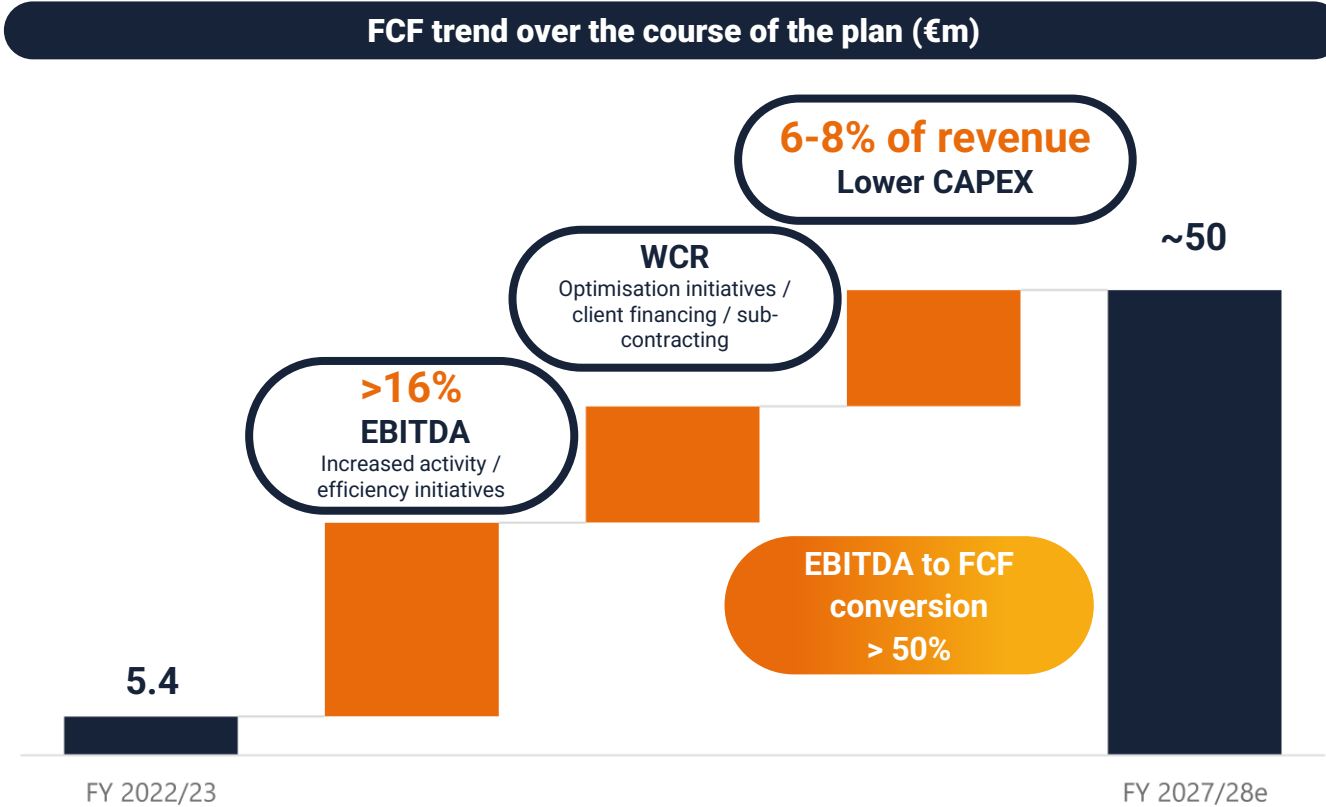 FCF trend over the course of the plan (€m)
6-8% of revenue
Lower CAPEX
~50
WCR
Optimisation initiatives /
client financing / sub-
contracting
>16%
EBITDA
Increased activity /
efficiency initiatives
EBITDA to FCF
conversion
> 50%
5.4
FY 2022/23
FY 2027/28e